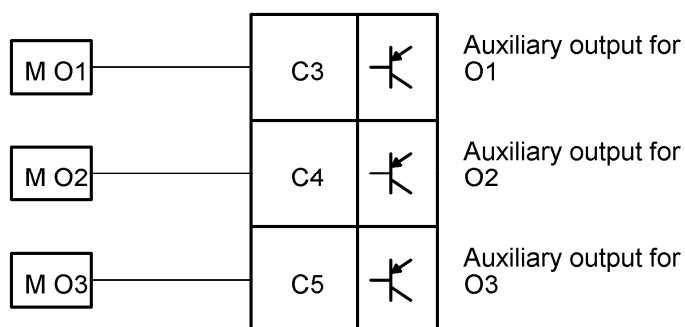 M O1
C3
Auxiliary output for
O1
M O2
C4
Auxiliary output for
O2
M O3
C5
Auxiliary output for
O3